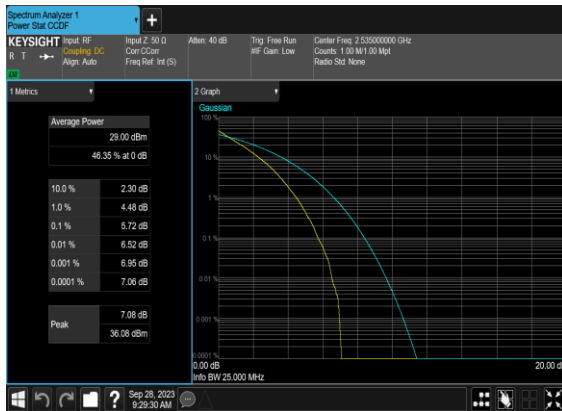 Spectrum Analyzer 1
Power Stat CCDF
+
KEYSIGHT
R T
LXI
Input: RF
Coupling: DC
Align: Auto
Input Z: 50 Ω
Corr CCorr
Freq Ref: Int (S)
Atten: 40 dB
Trig: Free Run
#IF Gain: Low
Center Freq: 2.535000000 GHz
Counts: 1.00 M/1.00 Mpt
Radio Std: None
1 Metrics
Average Power
29.00 dBm
46.35 % at 0 dB
10.0 % 2.30 dB
1.0 % 4.48 dB
0.1 % 5.72 dB
0.01 % 6.52 dB
0.001 % 6.95 dB
0.0001 % 7.06 dB
Peak
7.08 dB
36.08 dBm
2 Graph
Gaussian
100 %
10 %
1 %
0.1 %
0.01 %
0.001 %
0.0001 %
0.00 dB
20.00 d
Info BW 25.000 MHz
?
Sep 28, 2023
9:29:30 AM